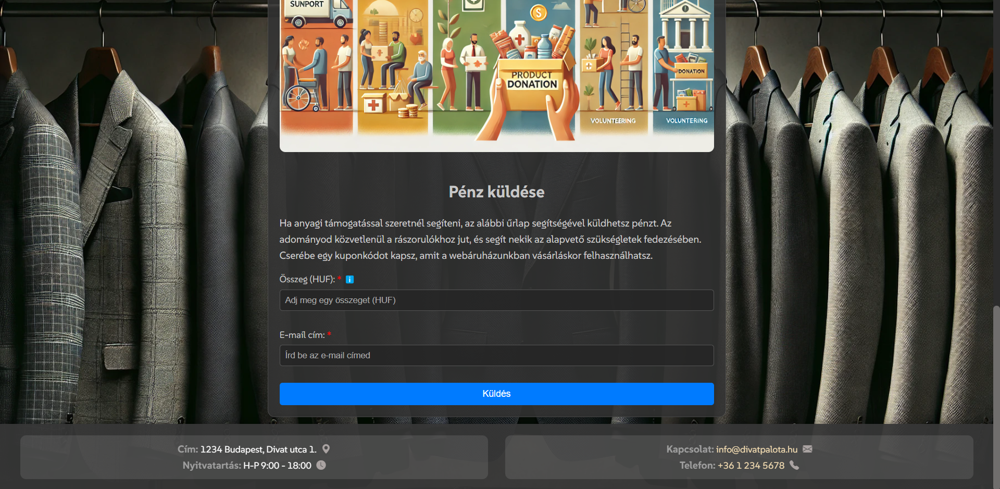 SUNPORT
PRODUCT
DONATION
DONATION
VOLUNTEERING
VOLUNTERING
Pénz küldése
Ha anyagi támogatással szeretnél segíteni, az alábbi űrlap segítségével küldhetsz pénzt. Az
adományod közvetlenül a rászorulókhoz jut, és segít nekik az alapvető szükségletek fedezésében.
Cserébe egy kuponkódot kapsz, amit a webáruházunkban vásárláskor felhasználhatsz.
Összeg (HUF): * i
Adj meg egy összeget (HUF)
E-mail cím: *
Írd be az e-mail címed
Küldés
Cím: 1234 Budapest, Divat utca 1.
Nyitvatartás: H-P 9:00 - 18:00
Kapcsolat: info@divatpalota.hu
Telefon: +36 1 234 5678